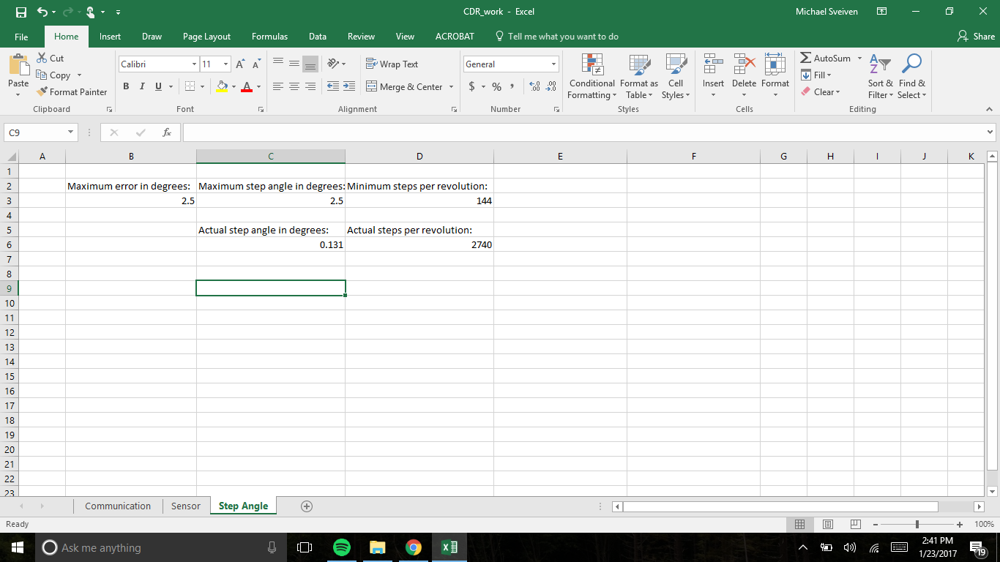 CDR_work - Excel
Michael Sveiven
File Home Insert Draw Page Layout Formulas Data Review View ACROBAT Tell me what you want to do Share
Paste
Cut
Copy
Format Painter
Clipboard
Calibri 11
B I U A
Font
Wrap Text
Merge & Center
Alignment
General
$ % ,
Number
Conditional Formatting
Format as Table
Cell Styles
Styles
Insert Delete Format
Cells
AutoSum
Fill
Clear
Sort & Filter
Find & Select
Editing
C9 fx
A B C D E F G H I J K
1
2 Maximum error in degrees: Maximum step angle in degrees: Minimum steps per revolution:
3 2.5 2.5 144
4
5 Actual step angle in degrees: Actual steps per revolution:
6 0.131 2740
7
8
9
10
11
12
13
14
15
16
17
18
19
20
21
22
23
Communication Sensor Step Angle
Ready 100%
Ask me anything
2:41 PM
1/23/2017
19